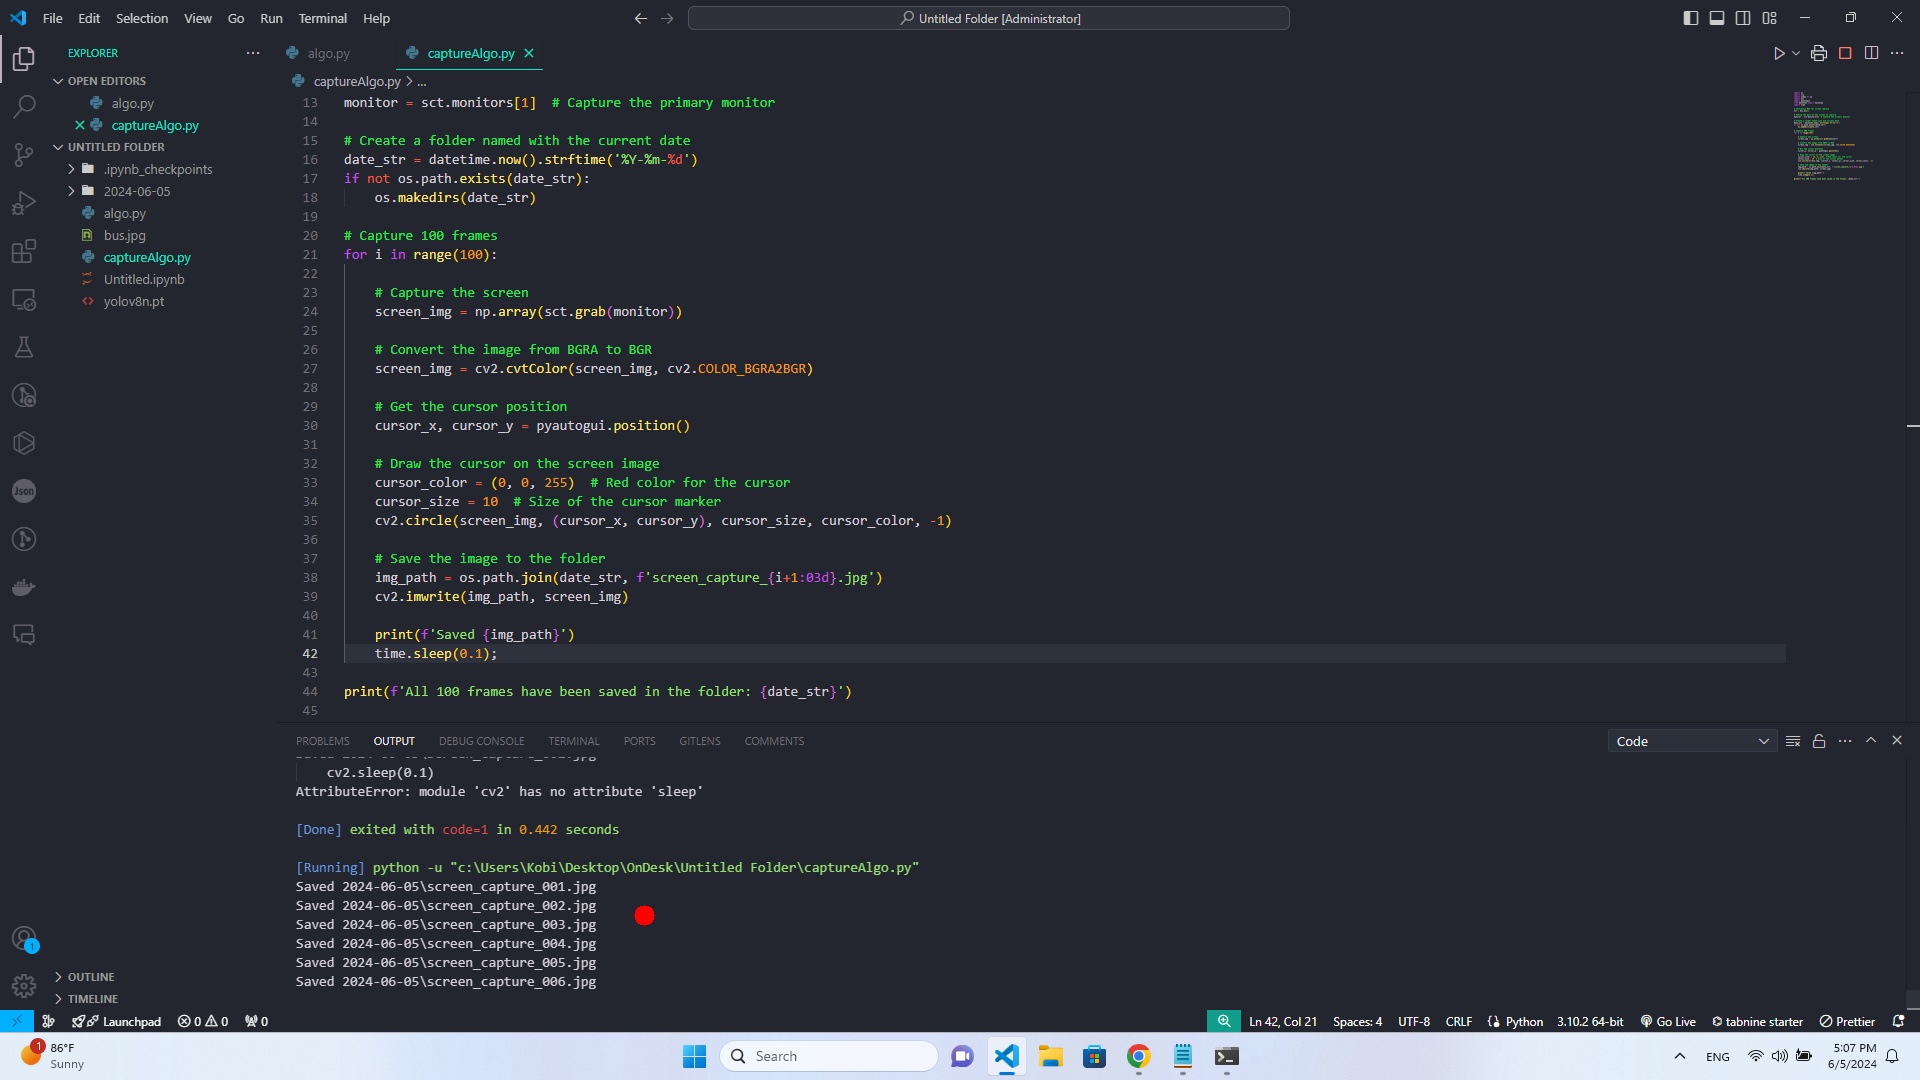 File Edit Selection View Go Run Terminal Help
Untitled Folder [Administrator]
EXPLORER
OPEN EDITORS
algo.py
captureAlgo.py
UNTITLED FOLDER
.ipynb_checkpoints
2024-06-05
algo.py
bus.jpg
captureAlgo.py
Untitled.ipynb
yolov8n.pt
Json
1
OUTLINE
TIMELINE
algo.py captureAlgo.py
captureAlgo.py > ...
13 monitor = sct.monitors[1]  # Capture the primary monitor
14
15 # Create a folder named with the current date
16 date_str = datetime.now().strftime('%Y-%m-%d')
17 if not os.path.exists(date_str):
18     os.makedirs(date_str)
19
20 # Capture 100 frames
21 for i in range(100):
22
23     # Capture the screen
24     screen_img = np.array(sct.grab(monitor))
25
26     # Convert the image from BGRA to BGR
27     screen_img = cv2.cvtColor(screen_img, cv2.COLOR_BGRA2BGR)
28
29     # Get the cursor position
30     cursor_x, cursor_y = pyautogui.position()
31
32     # Draw the cursor on the screen image
33     cursor_color = (0, 0, 255)  # Red color for the cursor
34     cursor_size = 10  # Size of the cursor marker
35     cv2.circle(screen_img, (cursor_x, cursor_y), cursor_size, cursor_color, -1)
36
37     # Save the image to the folder
38     img_path = os.path.join(date_str, f'screen_capture_{i+1:03d}.jpg')
39     cv2.imwrite(img_path, screen_img)
40
41     print(f'Saved {img_path}')
42     time.sleep(0.1);
43
44 print(f'All 100 frames have been saved in the folder: {date_str}')
45
PROBLEMS OUTPUT DEBUG CONSOLE TERMINAL PORTS GITLENS COMMENTS
Code
cv2.sleep(0.1)
AttributeError: module 'cv2' has no attribute 'sleep'
[Done] exited with code=1 in 0.442 seconds
[Running] python -u "c:\Users\Kobi\Desktop\OnDesk\Untitled Folder\captureAlgo.py"
Saved 2024-06-05\screen_capture_001.jpg
Saved 2024-06-05\screen_capture_002.jpg
Saved 2024-06-05\screen_capture_003.jpg
Saved 2024-06-05\screen_capture_004.jpg
Saved 2024-06-05\screen_capture_005.jpg
Saved 2024-06-05\screen_capture_006.jpg
Launchpad 0 0 0 Ln 42, Col 21 Spaces: 4 UTF-8 CRLF Python 3.10.2 64-bit Go Live tabnine starter Prettier
1
86°F
Sunny
Search
ENG
5:07 PM
6/5/2024